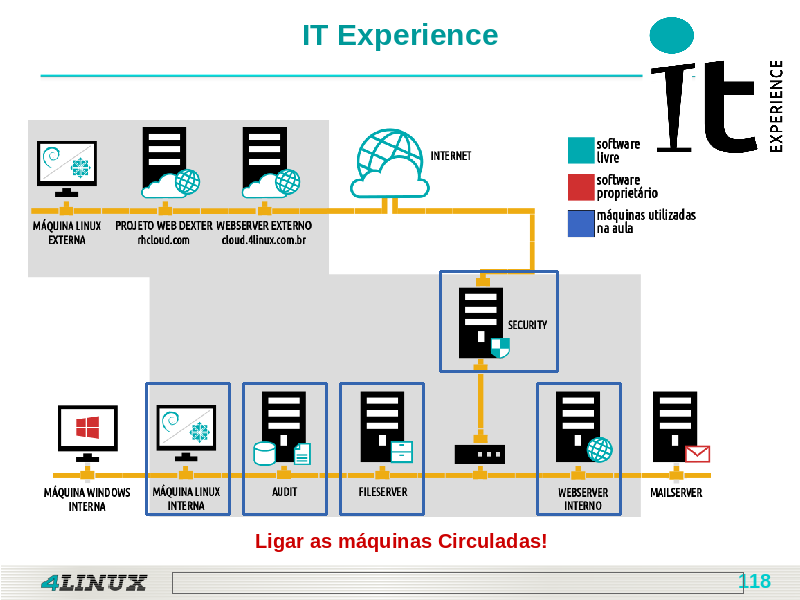 IT Experience
it
EXPERIENCE
software
livre
software
proprietário
máquinas utilizadas
na aula
INTERNET
MÁQUINA LINUX
EXTERNA
PROJETO WEB DEXTER
rhcloud.com
WEBSERVER EXTERNO
cloud.4linux.com.br
SECURITY
MÁQUINA WINDOWS
INTERNA
MÁQUINA LINUX
INTERNA
AUDIT
FILESERVER
WEBSERVER
INTERNO
MAILSERVER
Ligar as máquinas Circuladas!
4LINUX
118